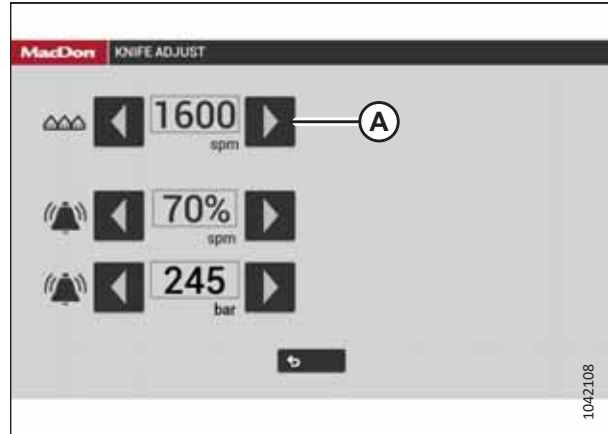 MacDon KNIFE ADJUST
1600
spm
A
70%
spm
245
bar
1042108